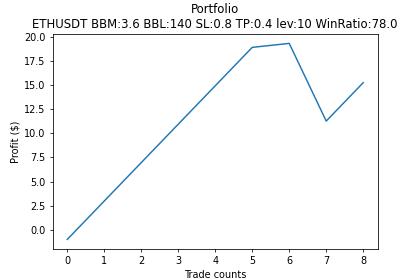 Portfolio
ETHUSDT BBM:3.6 BBL:140 SL:0.8 TP:0.4 lev:10 WinRatio:78.0
20.0
17.5
15.0
12.5
10.0
7.5
5.0
2.5
0.0
Profit ($)
0 1 2 3 4 5 6 7 8
Trade counts